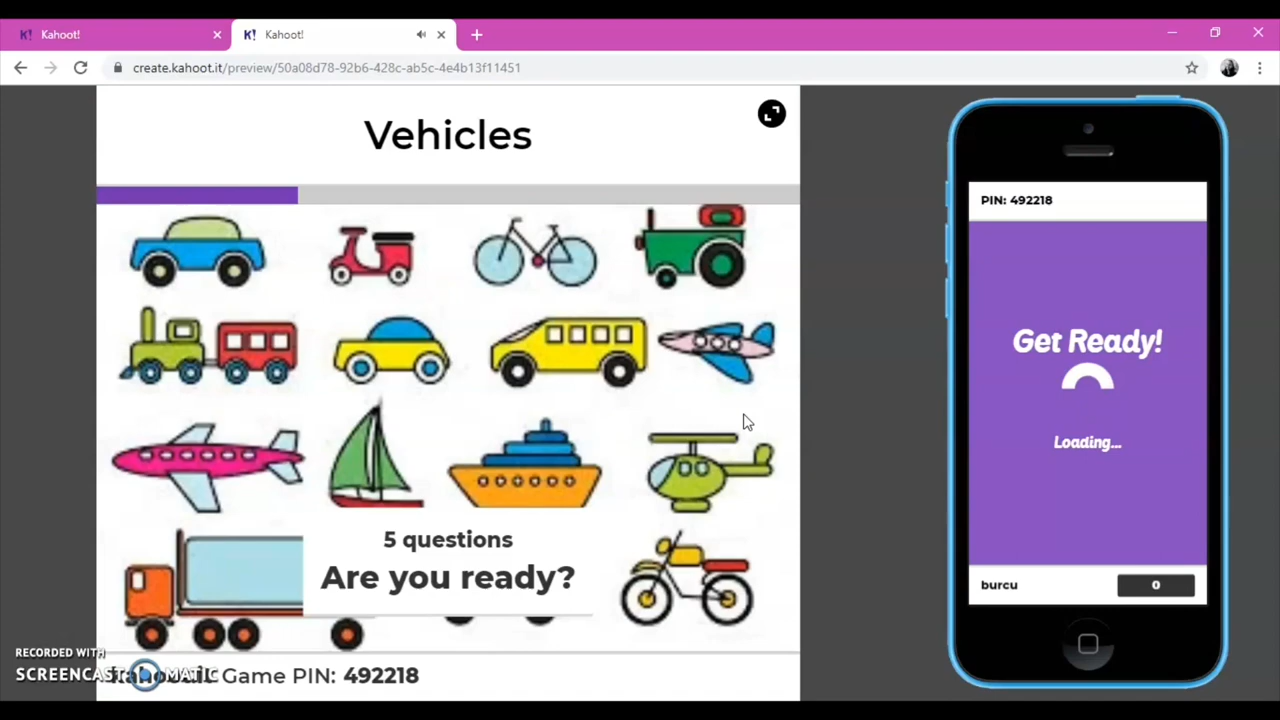 K! Kahoot!
K! Kahoot!
create.kahoot.it/preview/50a08d78-92b6-428c-ab5c-4e4b13f11451
Vehicles
5 questions
Are you ready?
Game PIN: 492218
RECORDED WITH
SCREENCAST MATIC
PIN: 492218
Get Ready!
Loading...
burcu
0